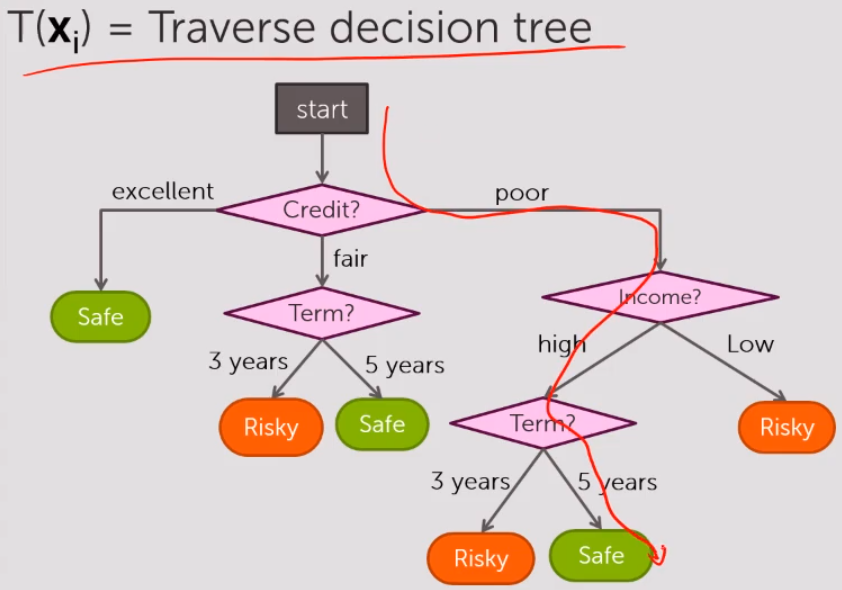 T(xi) = Traverse decision tree
start
excellent
Credit?
poor
fair
Safe
Term?
Income?
3 years
5 years
high
Low
Risky
Safe
Term?
Risky
3 years
5 years
Risky
Safe